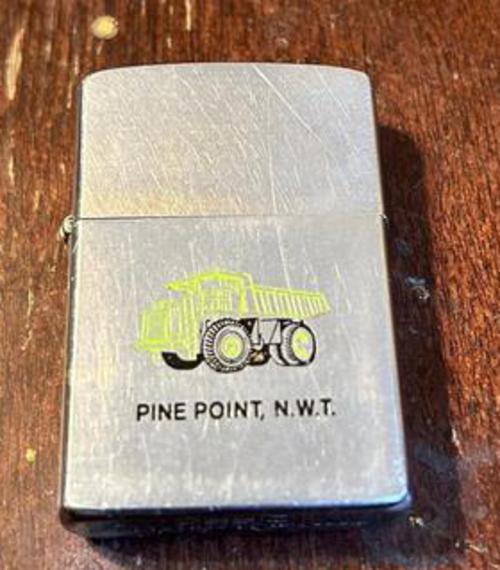 PINE POINT, N.W.T.